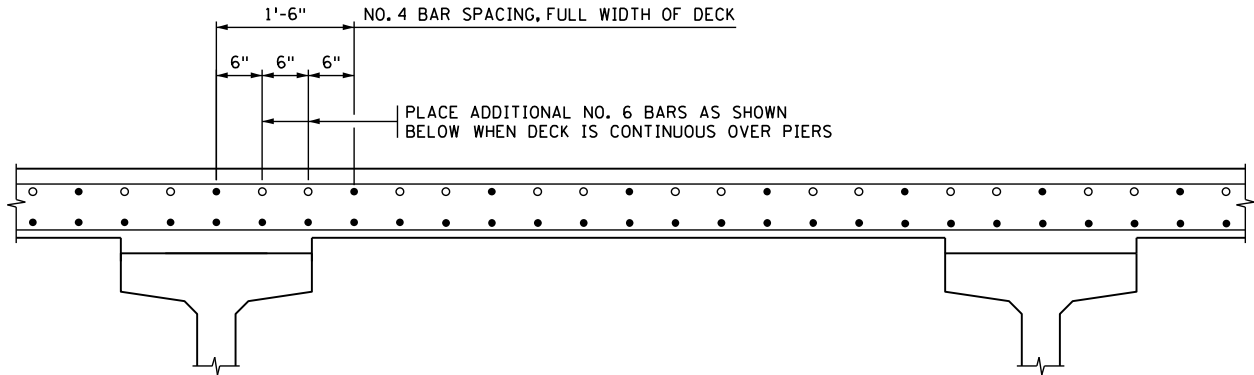 1'-6" NO. 4 BAR SPACING, FULL WIDTH OF DECK
6" 6" 6"
PLACE ADDITIONAL NO. 6 BARS AS SHOWN
BELOW WHEN DECK IS CONTINUOUS OVER PIERS